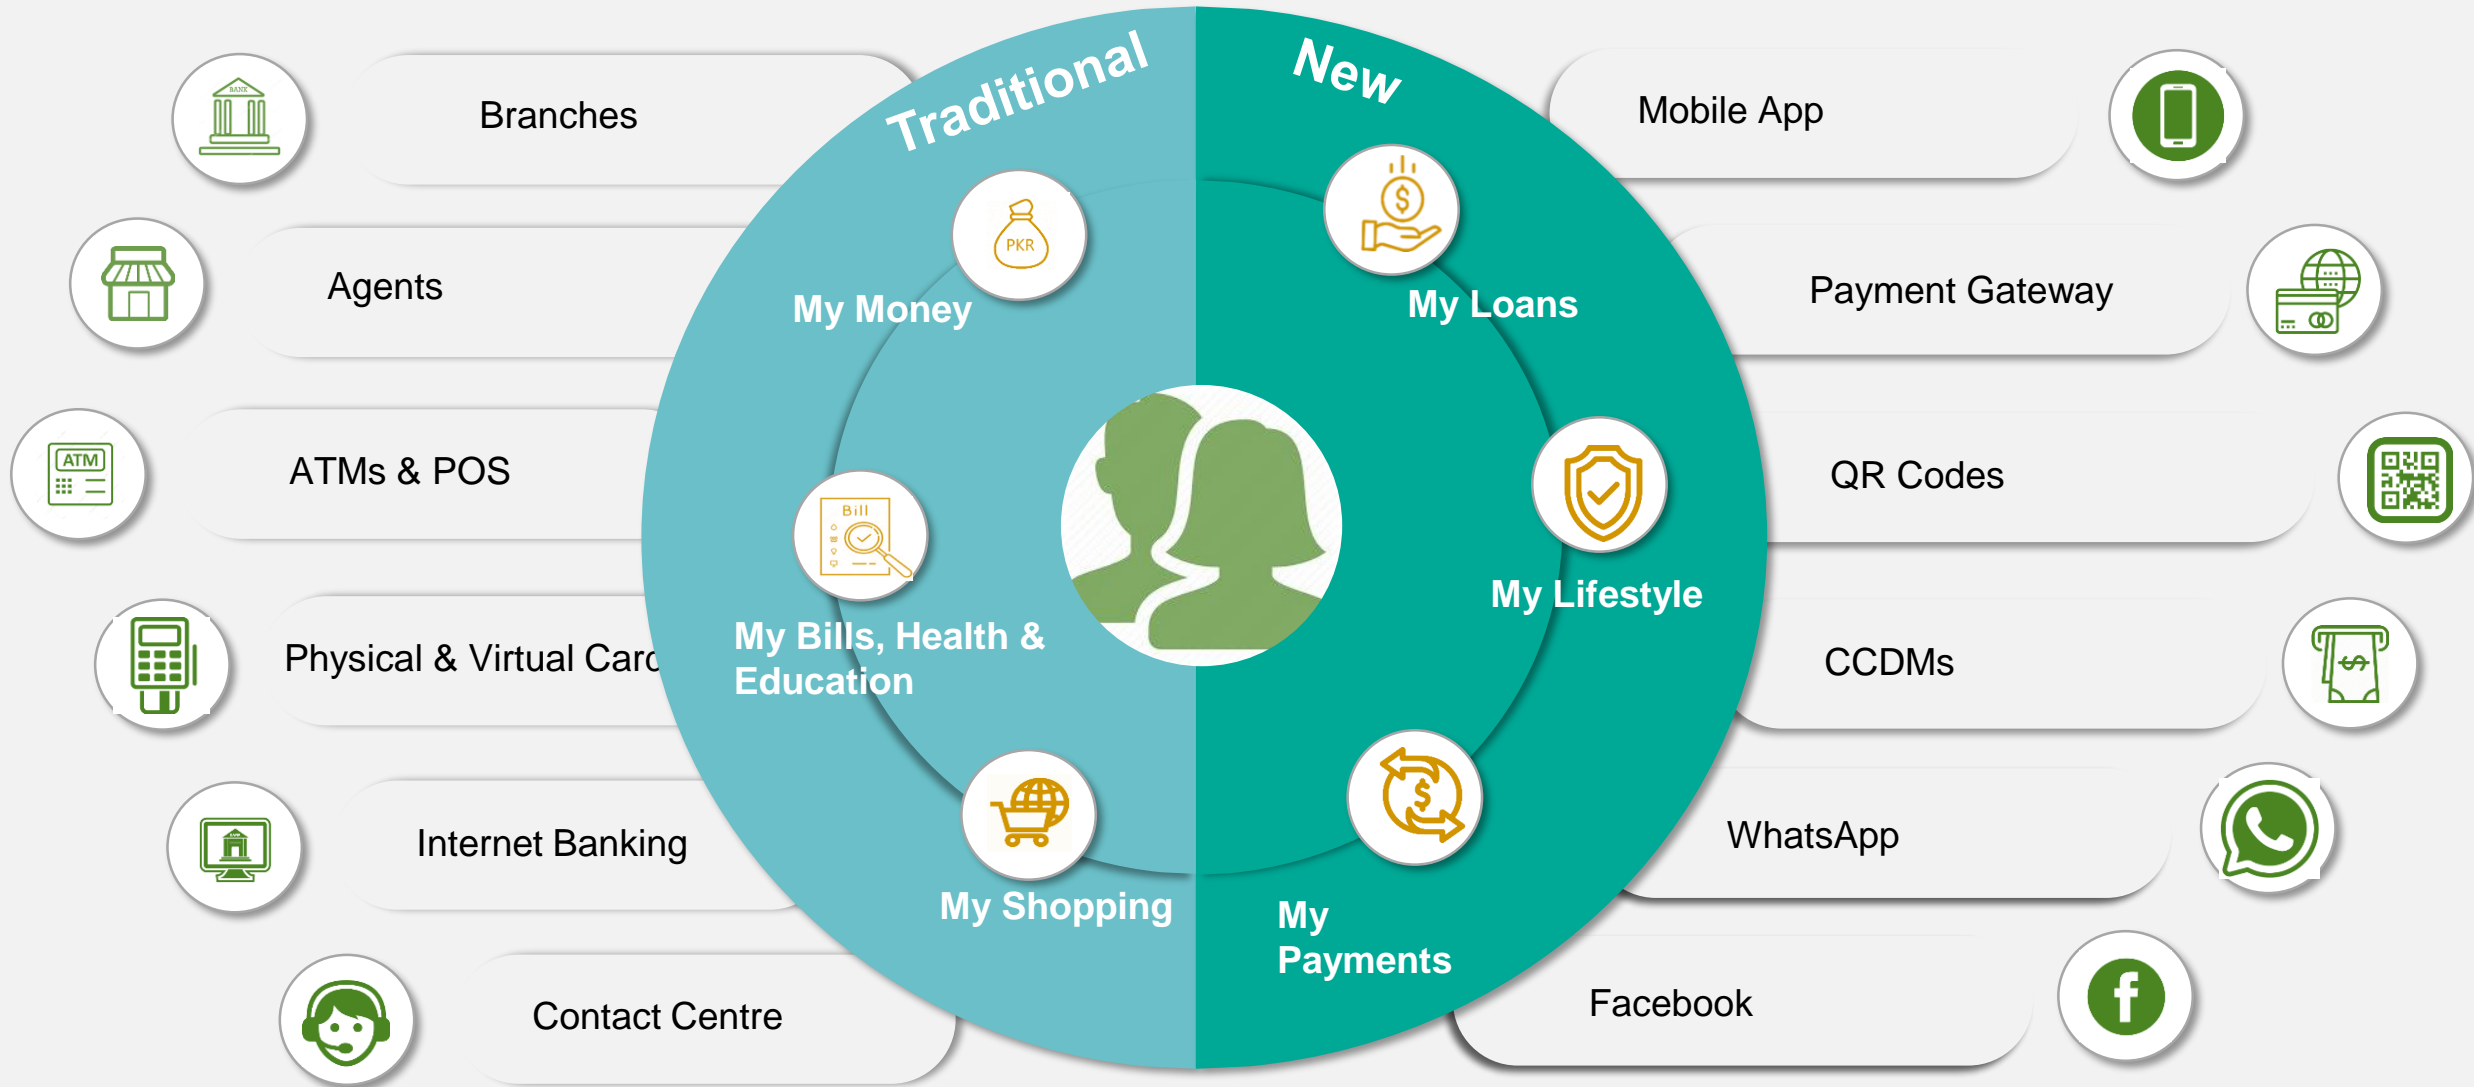 Traditional
New
Branches
Agents
ATMs & POS
Physical & Virtual Card
Internet Banking
Contact Centre
BANK
ATM
My Money
PKR
Bill
My Bills, Health &
Education
My Shopping
My Loans
$
My Lifestyle
$
My
Payments
Mobile App
Payment Gateway
QR Codes
CCDMs
$
WhatsApp
Facebook
f